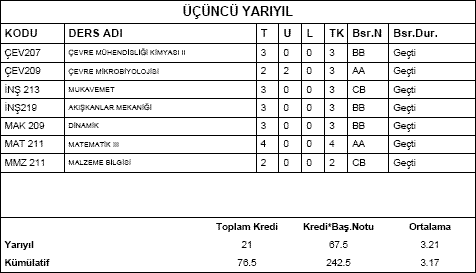 ÜÇÜNCÜ YARIYIL
KODU DERS ADI T U L TK Bsr.N Bsr.Dur.
ÇEV207 ÇEVRE MÜHENDİSLİĞİ KİMYASI II 3 0 0 3 BB Geçti
ÇEV209 ÇEVRE MİKROBİYOLOJİSİ 2 2 0 3 AA Geçti
İNŞ 213 MUKAVEMET 3 0 0 3 CB Geçti
İNŞ219 AKIŞKANLAR MEKANİĞİ 3 0 0 3 BB Geçti
MAK 209 DİNAMİK 3 0 0 3 BB Geçti
MAT 211 MATEMATİK III 4 0 0 4 AA Geçti
MMZ 211 MALZEME BİLGİSİ 2 0 0 2 CB Geçti
Toplam Kredi Kredi*Baş.Notu Ortalama
Yarıyıl 21 67.5 3.21
Kümülatif 76.5 242.5 3.17